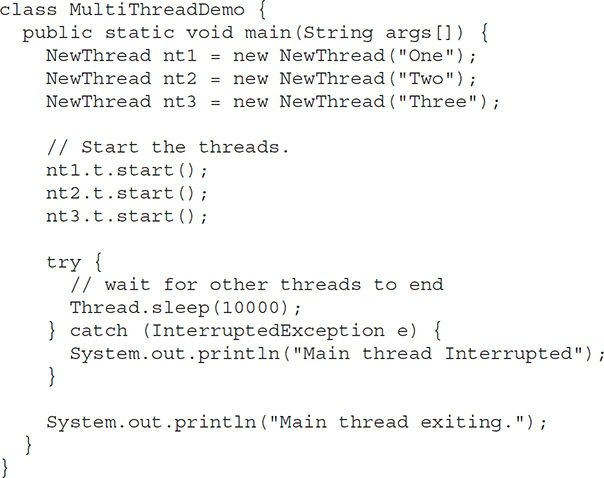 class MultiThreadDemo {
  public static void main(String args[]) {
    NewThread nt1 = new NewThread("One");
    NewThread nt2 = new NewThread("Two");
    NewThread nt3 = new NewThread("Three");

    // Start the threads.
    nt1.t.start();
    nt2.t.start();
    nt3.t.start();

    try {
      // wait for other threads to end
      Thread.sleep(10000);
    } catch (InterruptedException e) {
      System.out.println("Main thread Interrupted");
    }

    System.out.println("Main thread exiting.");
  }
}